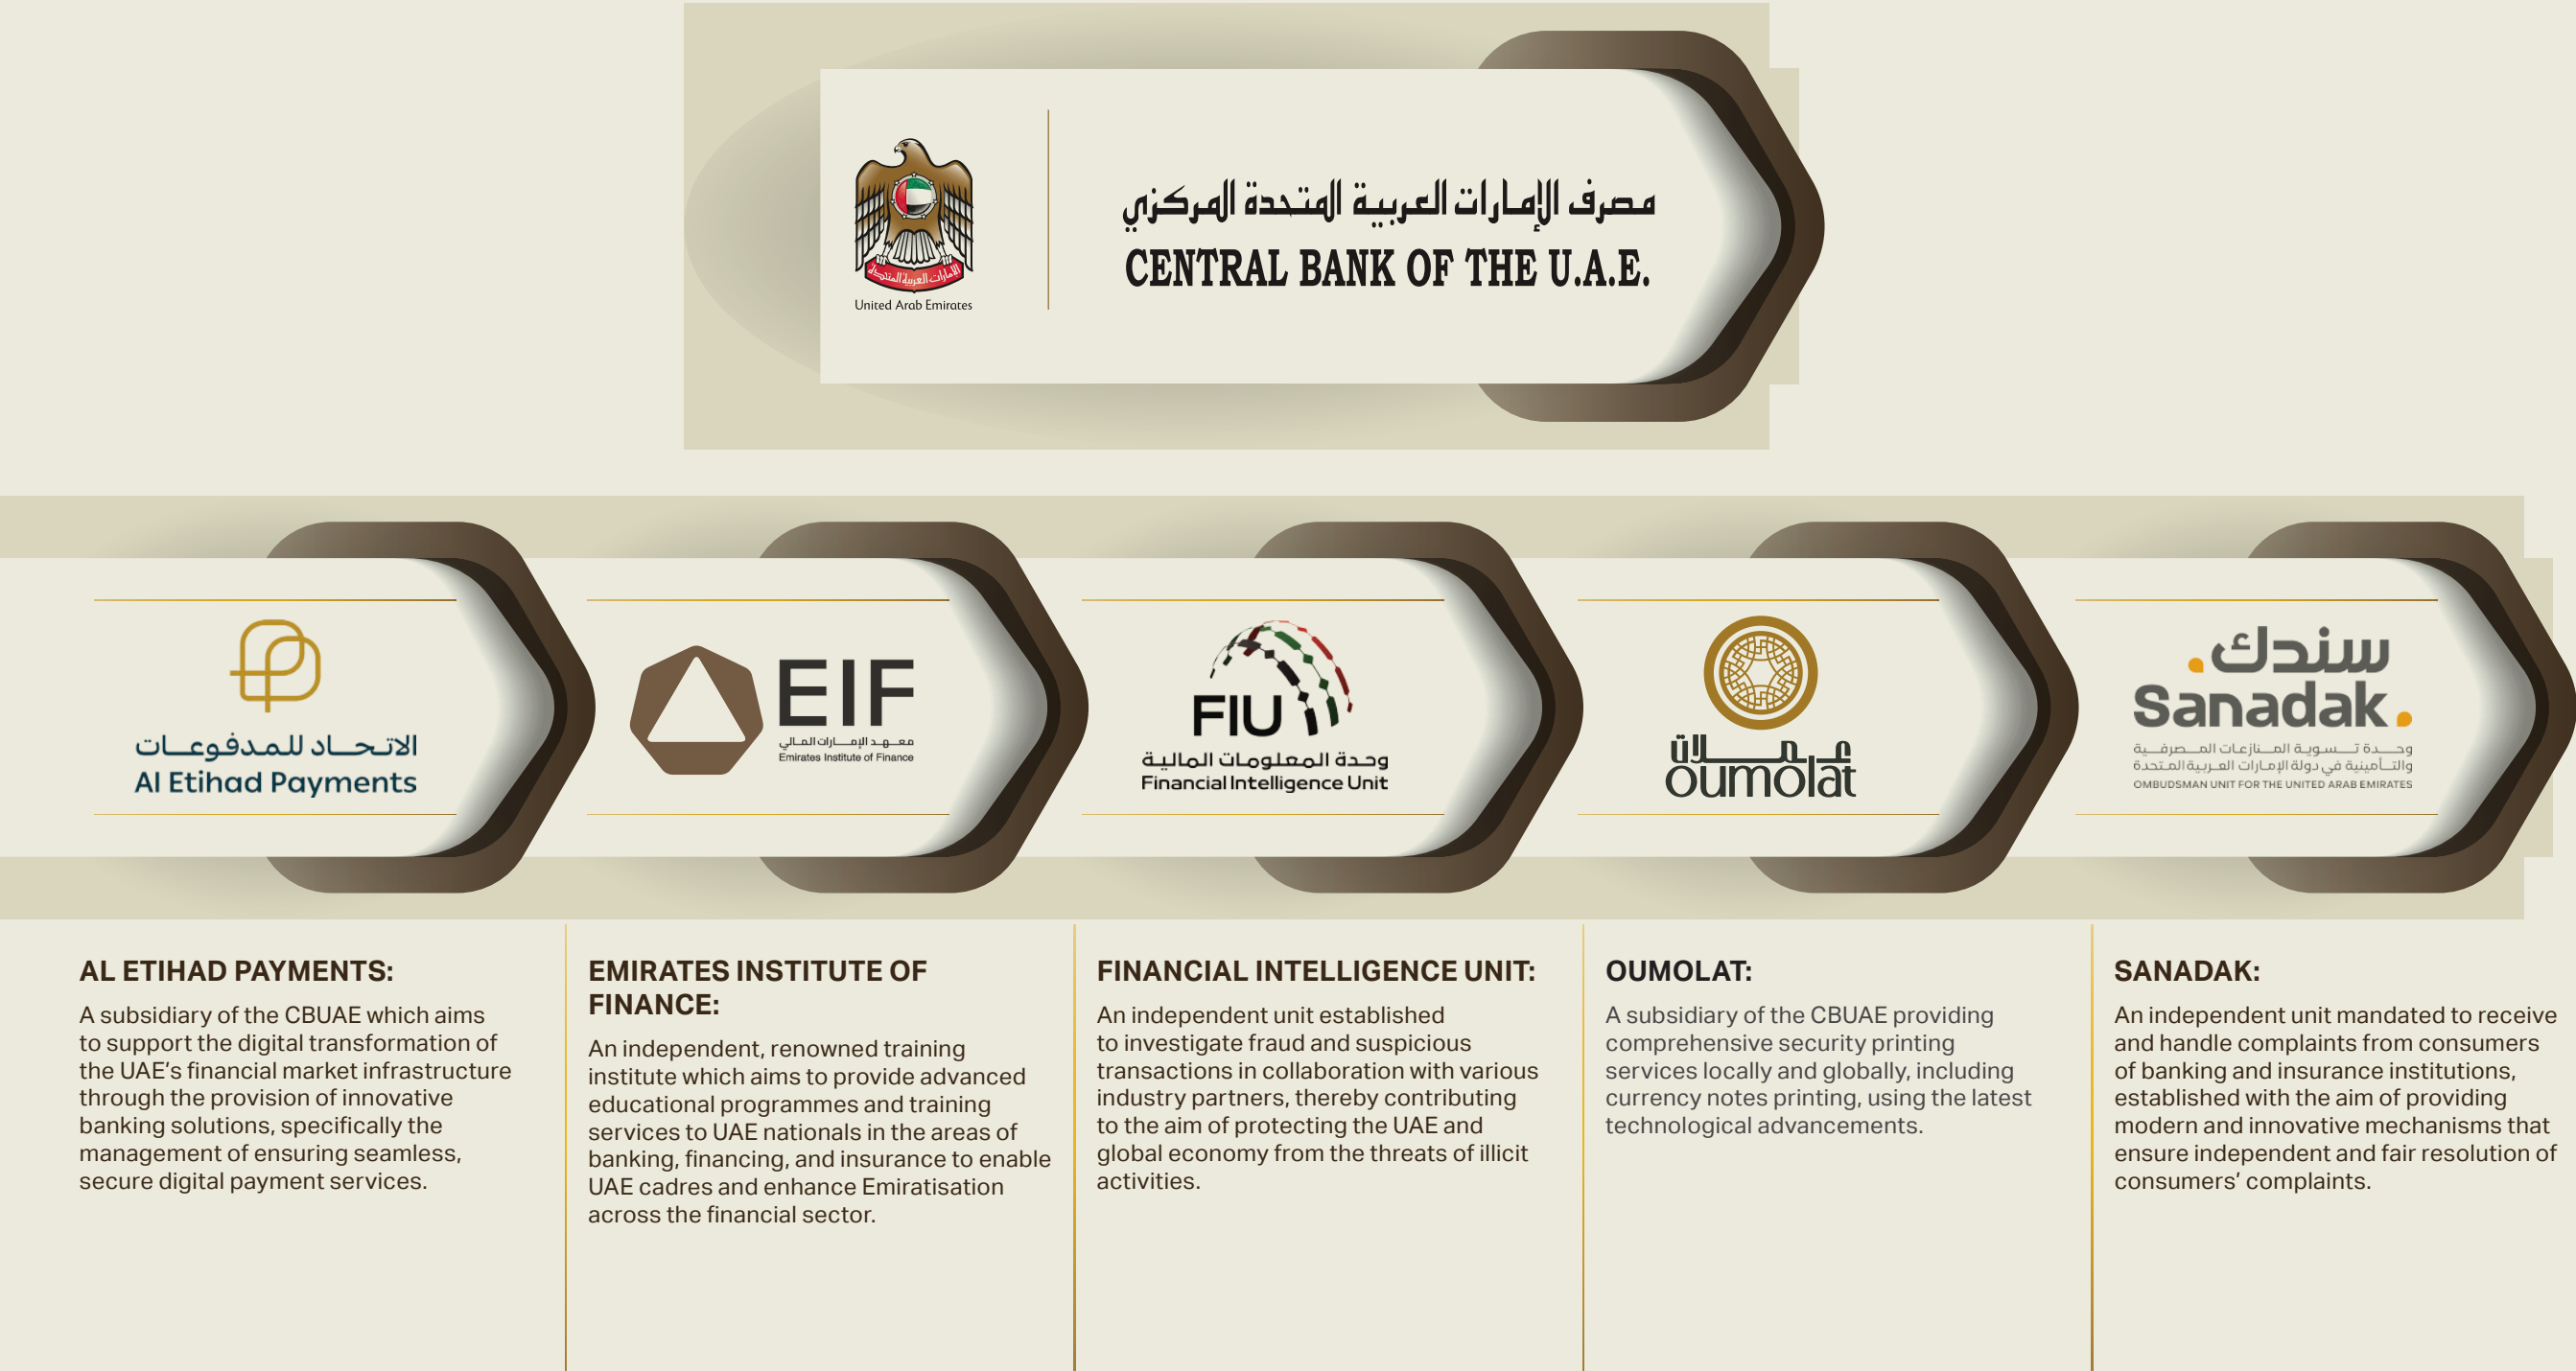 الإمارات العربية المتحدة
United Arab Emirates
مصرف الإمارات العربية المتحدة المركزي
CENTRAL BANK OF THE U.A.E.
الاتحاد للمدفوعات
Al Etihad Payments
EIF
معهد الإمارات المالي
Emirates Institute of Finance
FIU
وحدة المعلومات المالية
Financial Intelligence Unit
عملات
oumolat
سندك
Sanadak
وحدة تسوية المنازعات المصرفية
والتأمينية في دولة الإمارات العربية المتحدة
OMBUDSMAN UNIT FOR THE UNITED ARAB EMIRATES
AL ETIHAD PAYMENTS:
A subsidiary of the CBUAE which aims
to support the digital transformation of
the UAE's financial market infrastructure
through the provision of innovative
banking solutions, specifically the
management of ensuring seamless,
secure digital payment services.
EMIRATES INSTITUTE OF
FINANCE:
An independent, renowned training
institute which aims to provide advanced
educational programmes and training
services to UAE nationals in the areas of
banking, financing, and insurance to enable
UAE cadres and enhance Emiratisation
across the financial sector.
FINANCIAL INTELLIGENCE UNIT:
An independent unit established
to investigate fraud and suspicious
transactions in collaboration with various
industry partners, thereby contributing
to the aim of protecting the UAE and
global economy from the threats of illicit
activities.
OUMOLAT:
A subsidiary of the CBUAE providing
comprehensive security printing
services locally and globally, including
currency notes printing, using the latest
technological advancements.
SANADAK:
An independent unit mandated to receive
and handle complaints from consumers
of banking and insurance institutions,
established with the aim of providing
modern and innovative mechanisms that
ensure independent and fair resolution of
consumers' complaints.